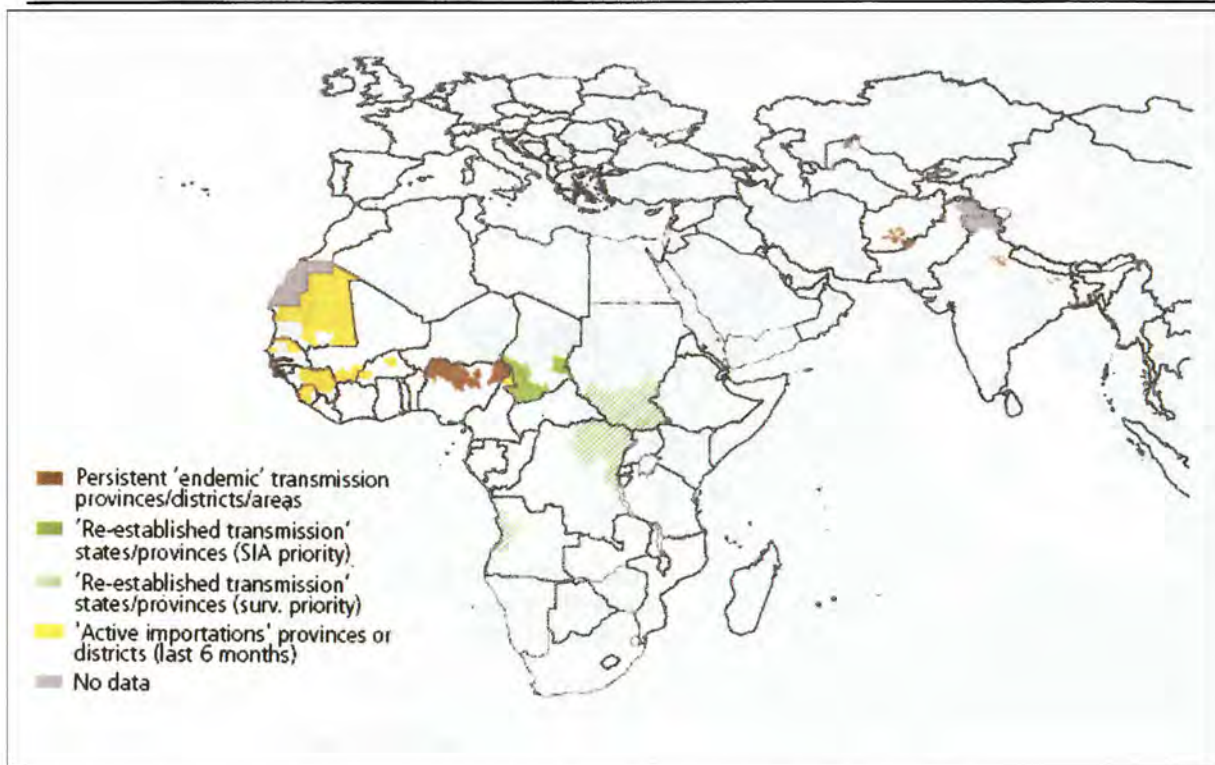 Persistent 'endemic' transmission
provinces/districts/areas
'Re-established transmission'
states/provinces (SIA priority)
'Re-established transmission'
states/provinces (surv. priority)
'Active importations' provinces or
districts (last 6 months)
No data